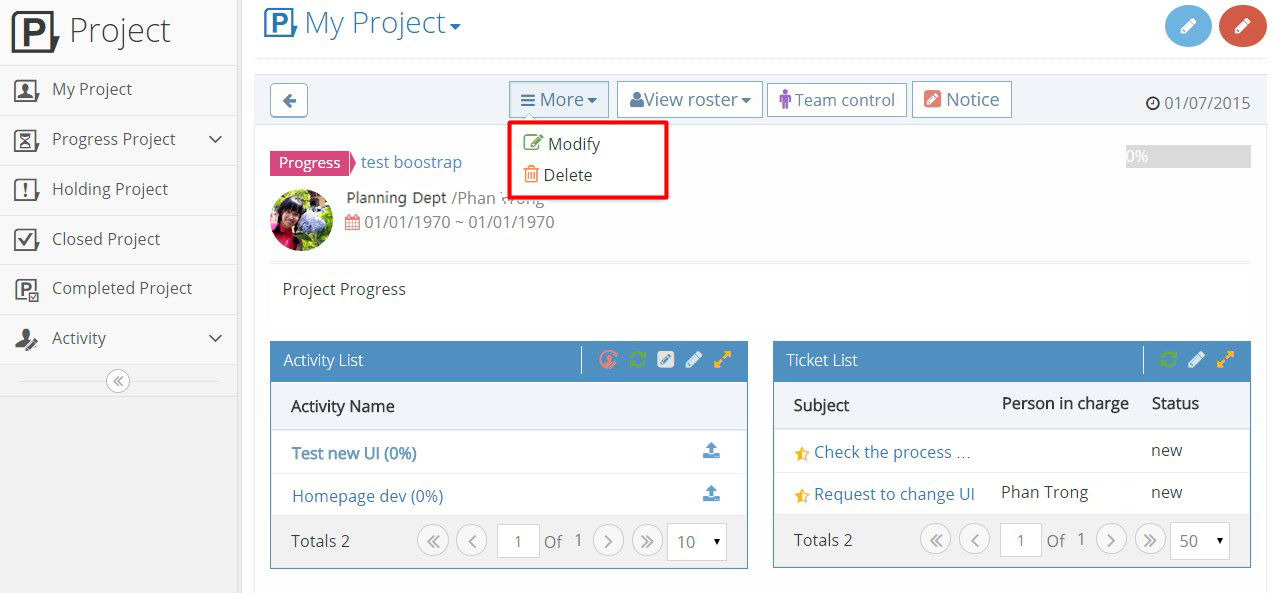 Project
My Project
Progress Project
Holding Project
Closed Project
Completed Project
Activity
My Project
More
View roster
Team control
Notice
01/07/2015
Modify
Delete
Progress
test boostrap
0%
Planning Dept /Phan Trong
01/01/1970 ~ 01/01/1970
Project Progress
Activity List
Activity Name
Test new UI (0%)
Homepage dev (0%)
Totals 2
1 Of 1
10
Ticket List
Subject Person in charge Status
Check the process ... new
Request to change UI Phan Trong new
Totals 2
1 Of 1
50